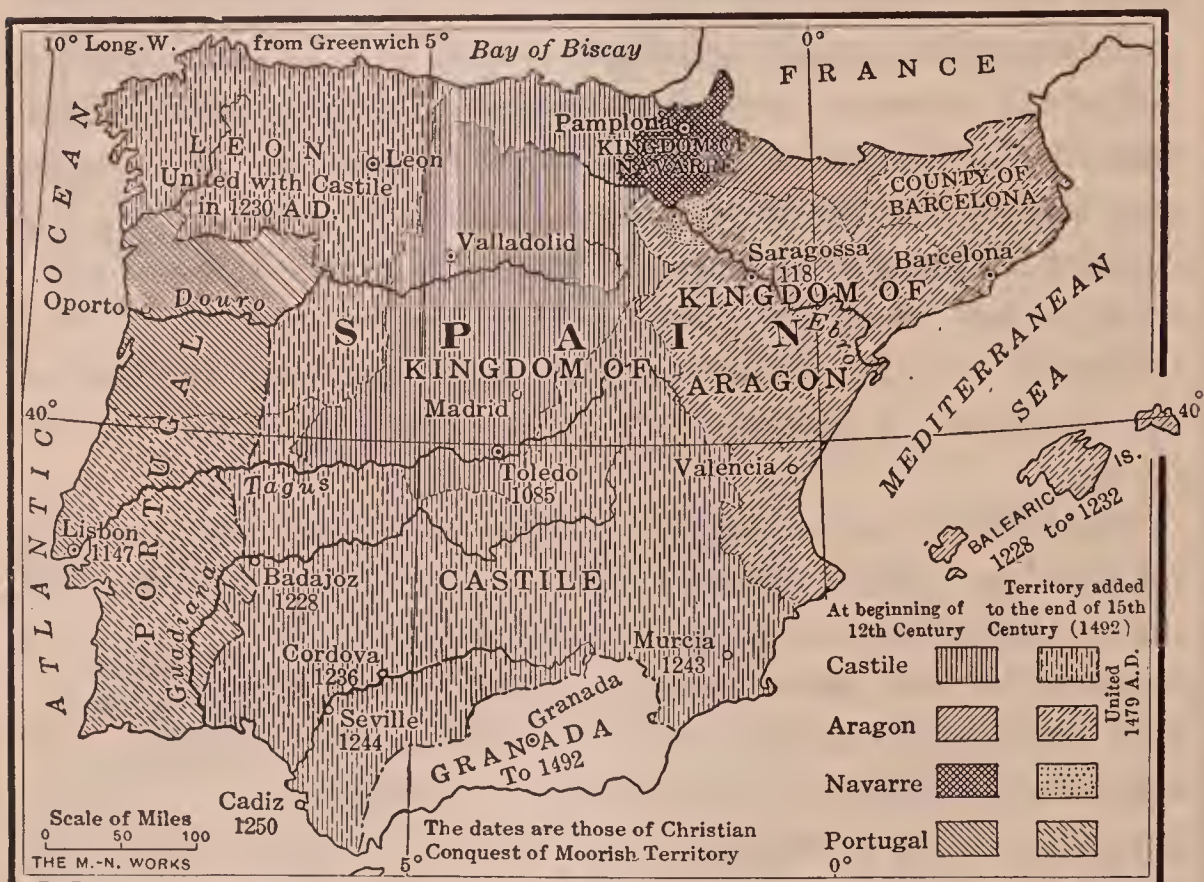 10° Long. W. from Greenwich 5°
0°
Bay of Biscay
FRANCE
ATLANTIC OCEAN
LEON
United with Castile
in 1230 A.D.
Leon
Pamplona
KINGDOM OF
NAVARRE
COUNTY OF
BARCELONA
Valladolid
Saragossa
118
Barcelona
Oporto
Douro
SPAIN
KINGDOM OF
CASTILE
KINGDOM OF
ARAGON
Ebro
Madrid
40°
40°
MEDITERRANEAN
SEA
PORTUGAL
Tagus
Toledo
1085
Valencia
BALEARIC IS.
1228 to 1232
Lisbon
1147
Guadiana
Badajoz
1228
Cordova
1236
Murcia
1243
Seville
1244
Granada
GRANADA
To 1492
Cadiz
1250
At beginning of
12th Century
Territory added
to the end of 15th
Century (1492)
Castile
Aragon
Navarre
Portugal
United
1479 A.D.
Scale of Miles
0 50 100
THE M.-N. WORKS
5°
The dates are those of Christian
Conquest of Moorish Territory
0°